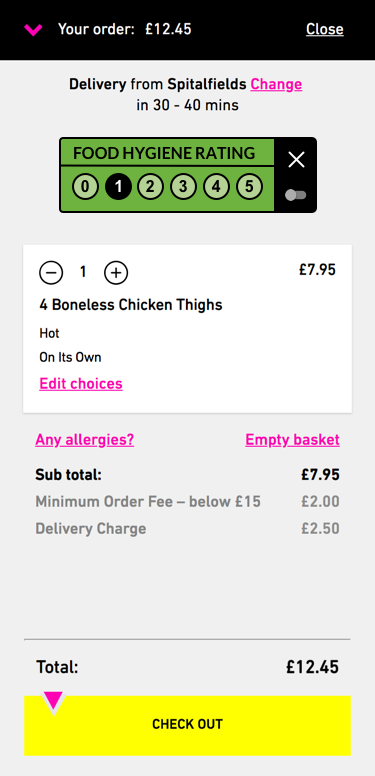 Your order: £12.45 Close
Delivery from Spitalfields Change
in 30 - 40 mins
FOOD HYGIENE RATING
0 1 2 3 4 5
1 £7.95
4 Boneless Chicken Thighs
Hot
On Its Own
Edit choices
Any allergies? Empty basket
Sub total: £7.95
Minimum Order Fee – below £15 £2.00
Delivery Charge £2.50
Total: £12.45
CHECK OUT